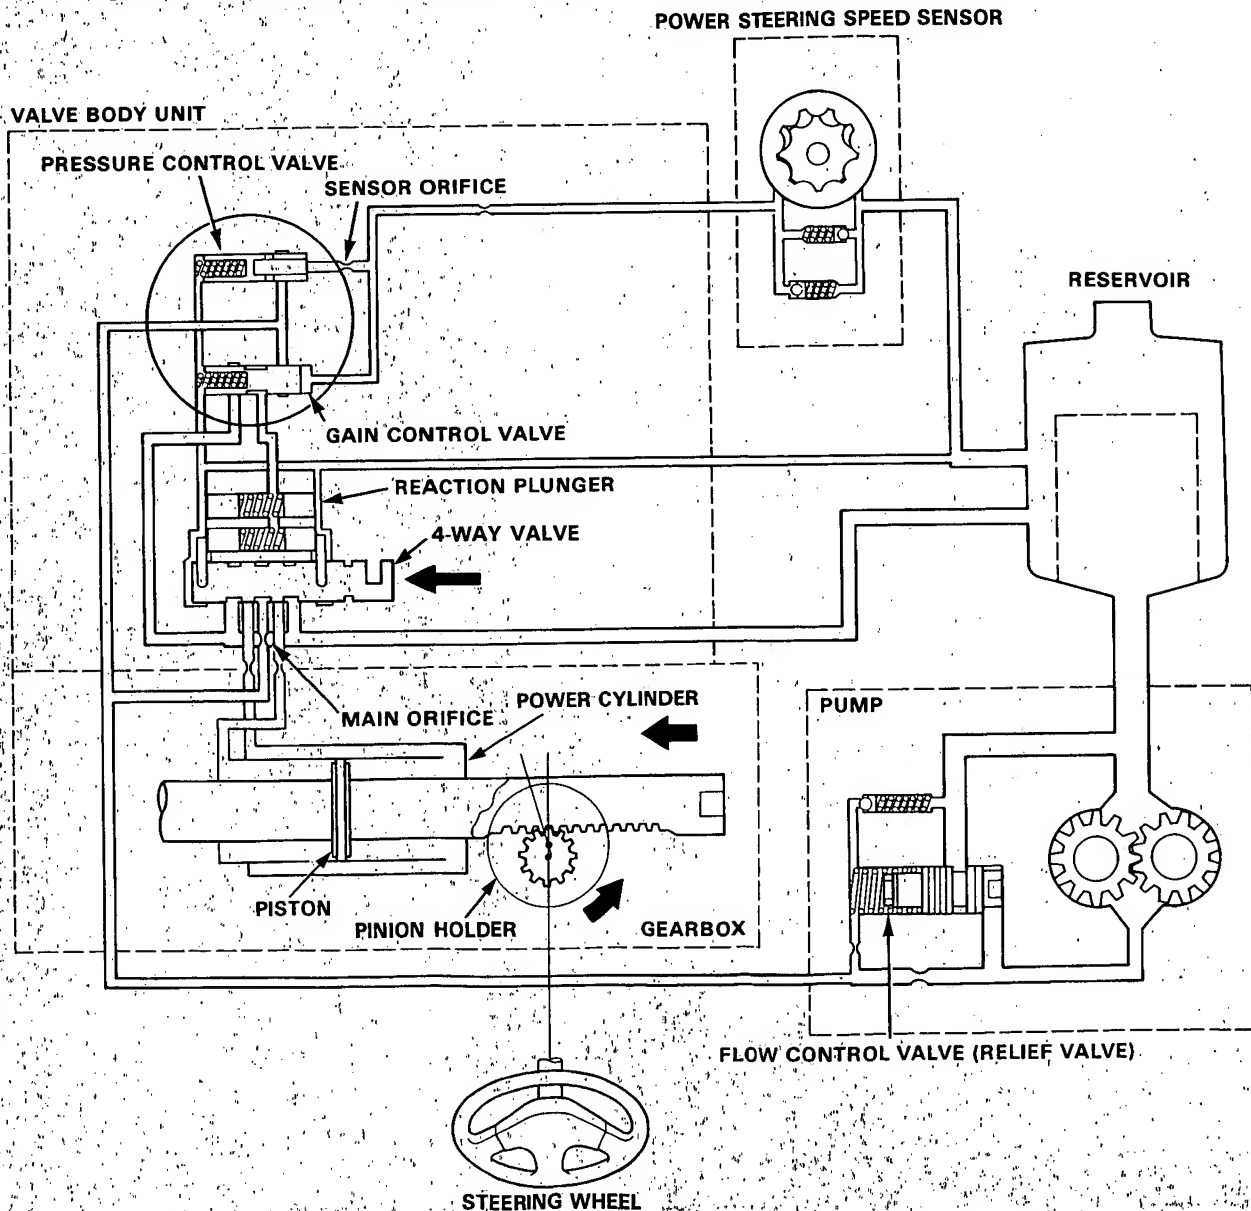 POWER STEERING SPEED SENSOR
VALVE BODY UNIT
PRESSURE CONTROL VALVE
SENSOR ORIFICE
RESERVOIR
GAIN CONTROL VALVE
REACTION PLUNGER
4-WAY VALVE
MAIN ORIFICE
POWER CYLINDER
PUMP
PISTON
PINION HOLDER
GEARBOX
FLOW CONTROL VALVE (RELIEF VALVE)
STEERING WHEEL